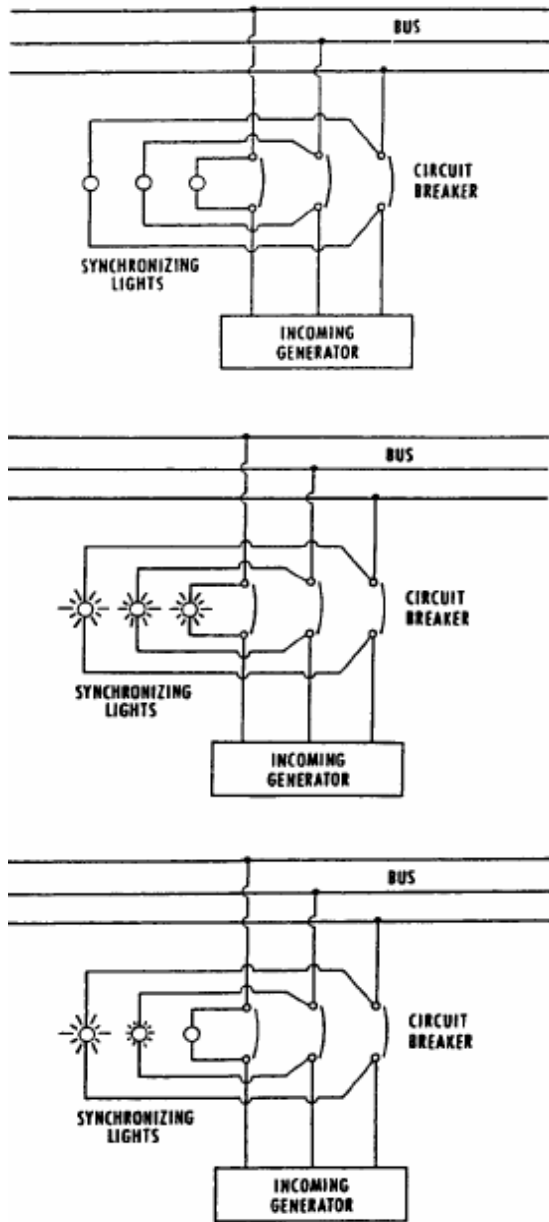 BUS
CIRCUIT
BREAKER
SYNCHRONIZING
LIGHTS
INCOMING
GENERATOR
BUS
CIRCUIT
BREAKER
SYNCHRONIZING
LIGHTS
INCOMING
GENERATOR
BUS
CIRCUIT
BREAKER
SYNCHRONIZING
LIGHTS
INCOMING
GENERATOR